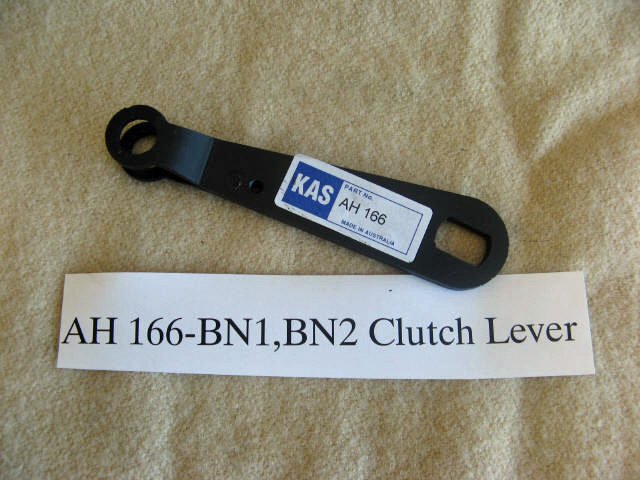 KAS
PART No.
AH 166
MADE IN AUSTRALIA
AH 166-BN1,BN2 Clutch Lever